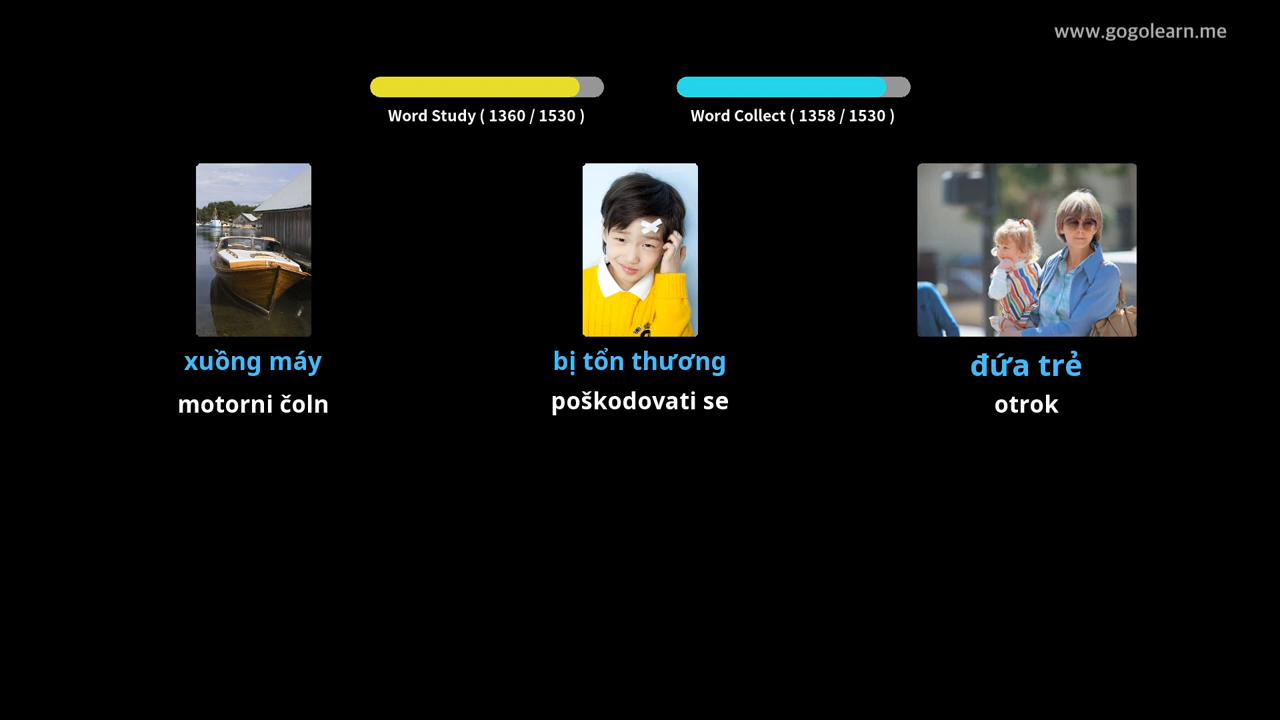 www.gogolearn.me
Word Study ( 1360 / 1530 )
Word Collect ( 1358 / 1530 )
xuồng máy
bị tổn thương
đứa trẻ
motorni čoln
poškodovati se
otrok